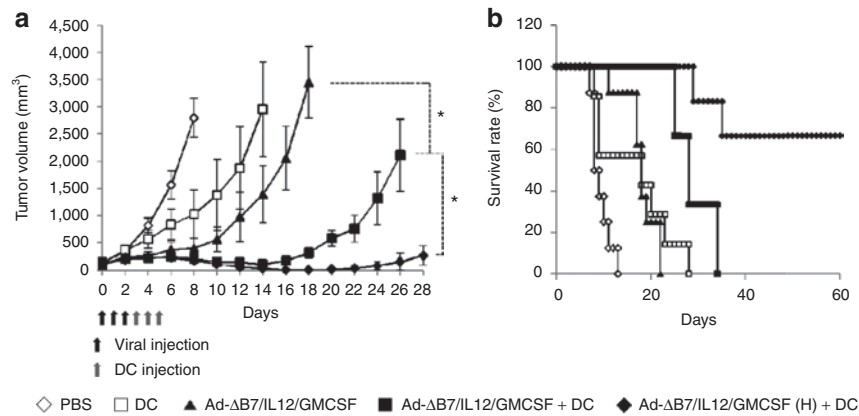 a
Tumor volume (mm³)
4,500
4,000
3,500
3,000
2,500
2,000
1,500
1,000
500
0
0 2 4 6 8 10 12 14 16 18 20 22 24 26 28
Days
*
*
Viral injection
DC injection
b
Survival rate (%)
120
100
80
60
40
20
0
0 20 40 60
Days
PBS DC Ad-ΔB7/IL12/GMCSF Ad-ΔB7/IL12/GMCSF + DC Ad-ΔB7/IL12/GMCSF (H) + DC